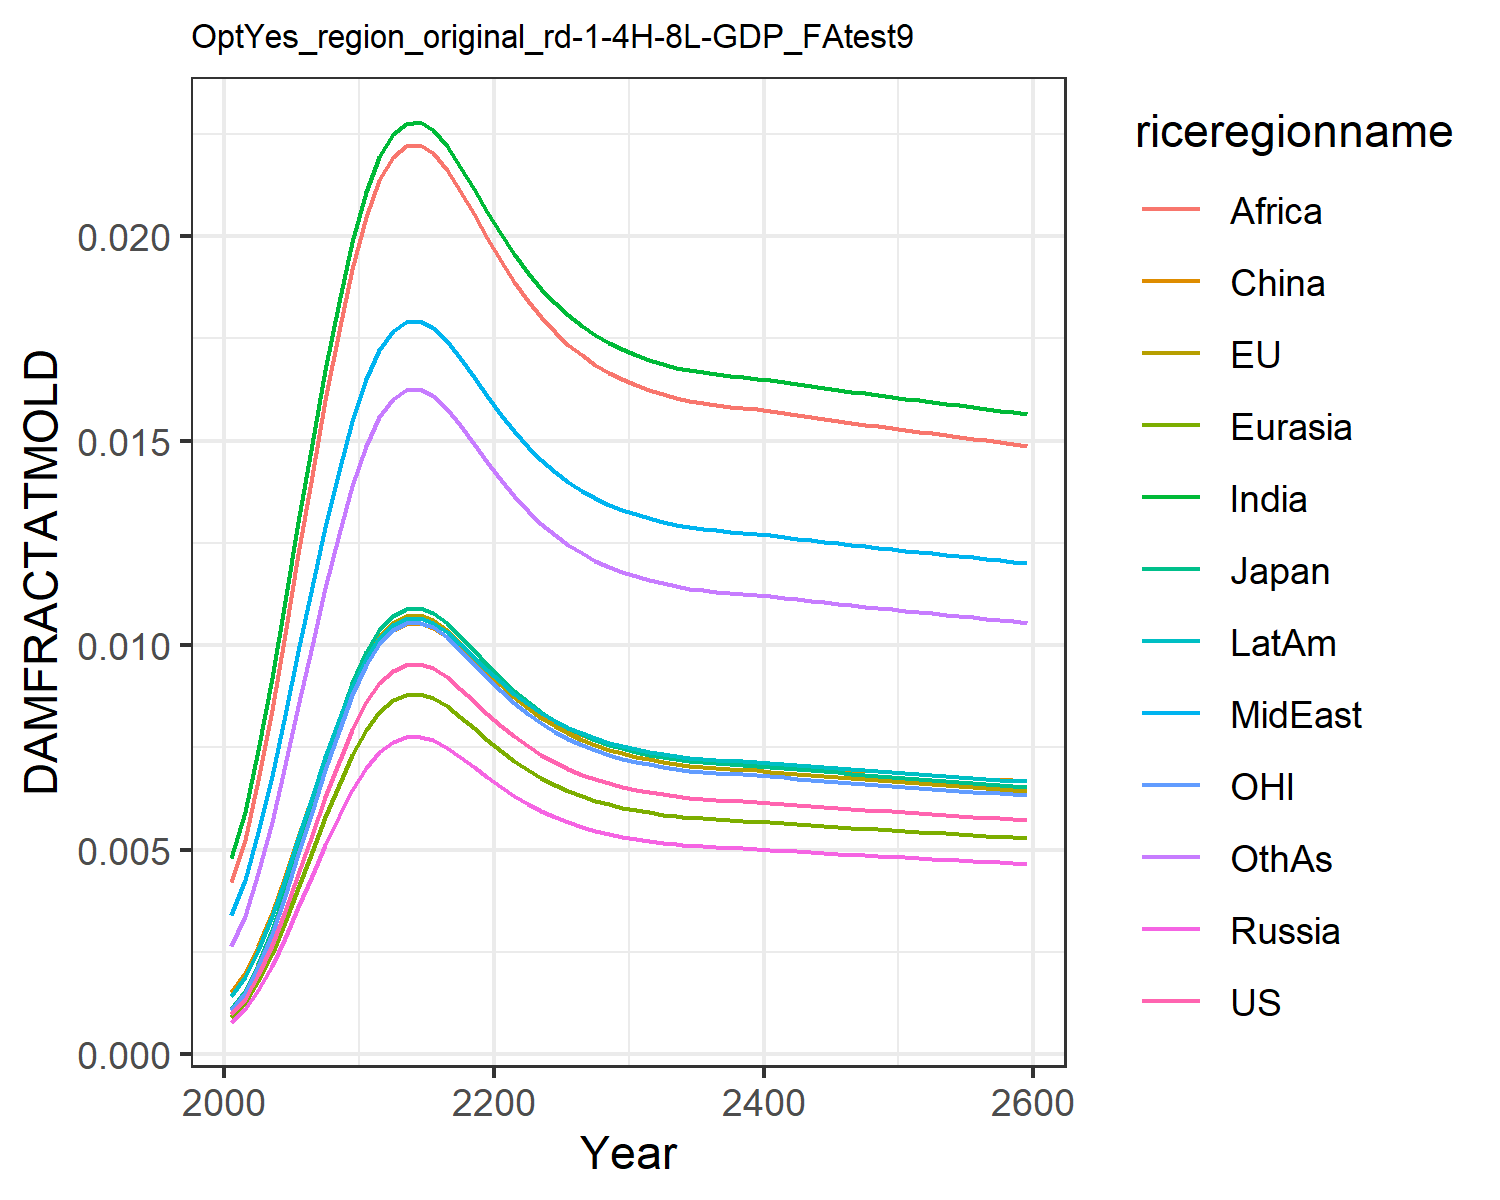 OptYes_region_original_rd-1-4H-8L-GDP_FAtest9
DAMFRACTATMOLD
0.020
0.015
0.010
0.005
0.000
2000 2200 2400 2600
Year
riceregionname
Africa
China
EU
Eurasia
India
Japan
LatAm
MidEast
OHI
OthAs
Russia
US